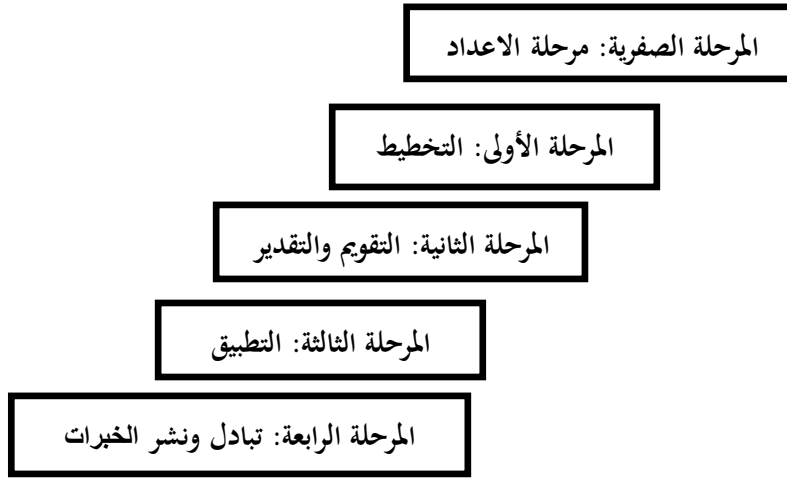 المرحلة الصفرية: مرحلة الاعداد
المرحلة الأولى: التخطيط
المرحلة الثانية: التقويم والتقدير
المرحلة الثالثة: التطبيق
المرحلة الرابعة: تبادل ونشر الخبرات